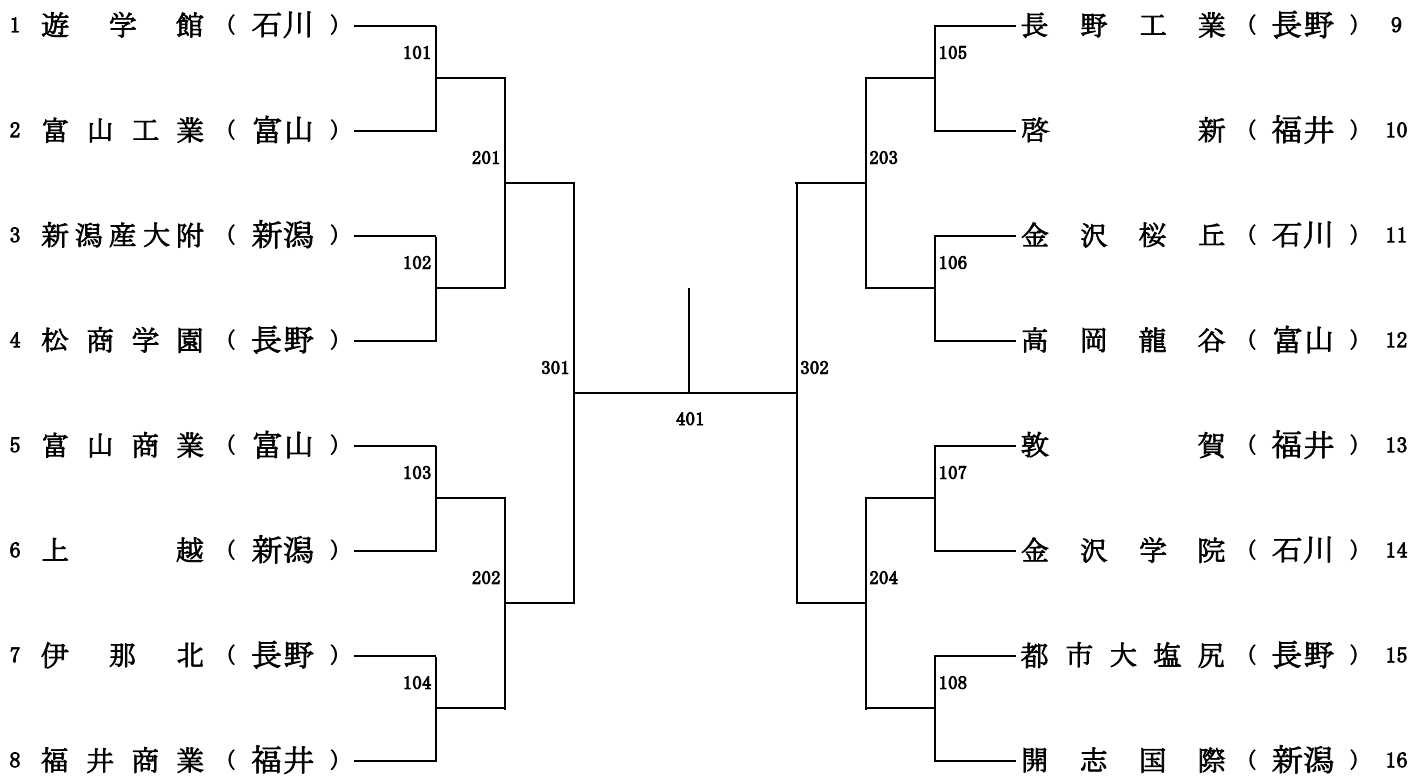 1 遊学館（石川）
101
2 富山工業（富山）
201
3 新潟産大附（新潟）
102
4 松商学園（長野）
301
5 富山商業（富山）
103
6 上越（新潟）
202
7 伊那北（長野）
104
8 福井商業（福井）
401
長野工業（長野） 9
105
啓新（福井） 10
203
金沢桜丘（石川） 11
106
高岡龍谷（富山） 12
302
敦賀（福井） 13
107
金沢学院（石川） 14
204
都市大塩尻（長野） 15
108
開志国際（新潟） 16